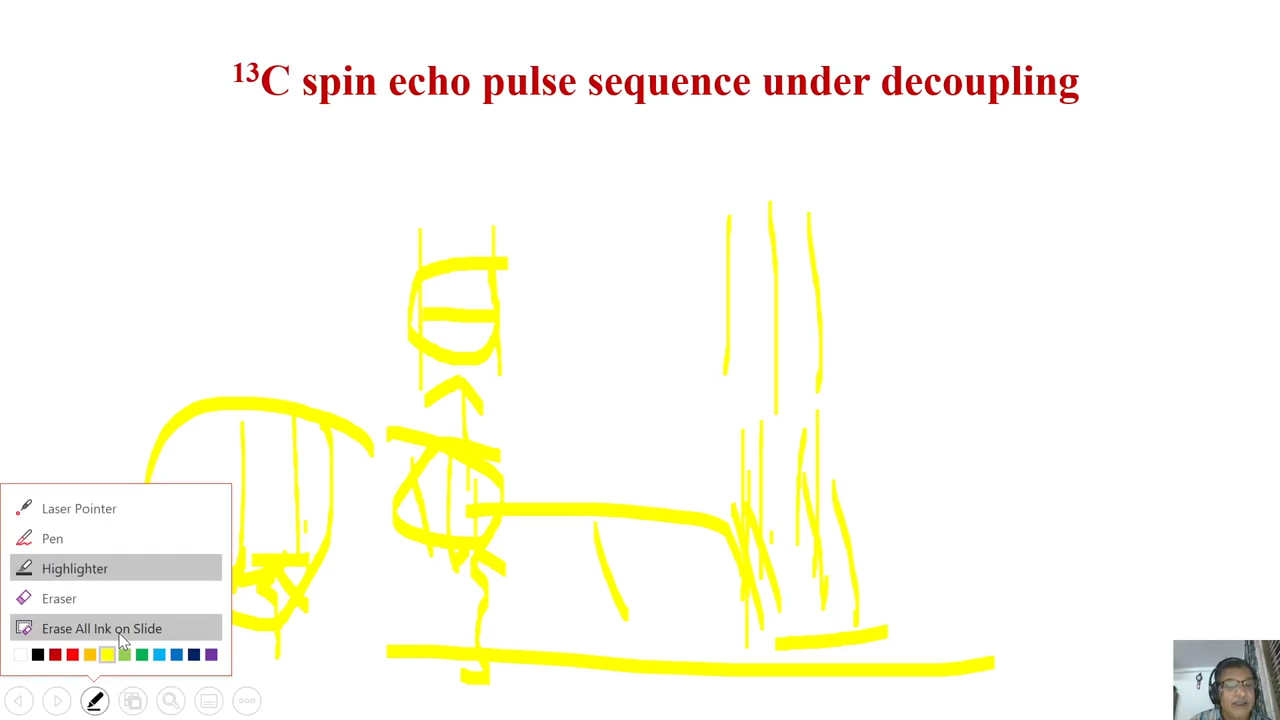 ¹³C spin echo pulse sequence under decoupling
Laser Pointer
Pen
Highlighter
Eraser
Erase All Ink on Slide